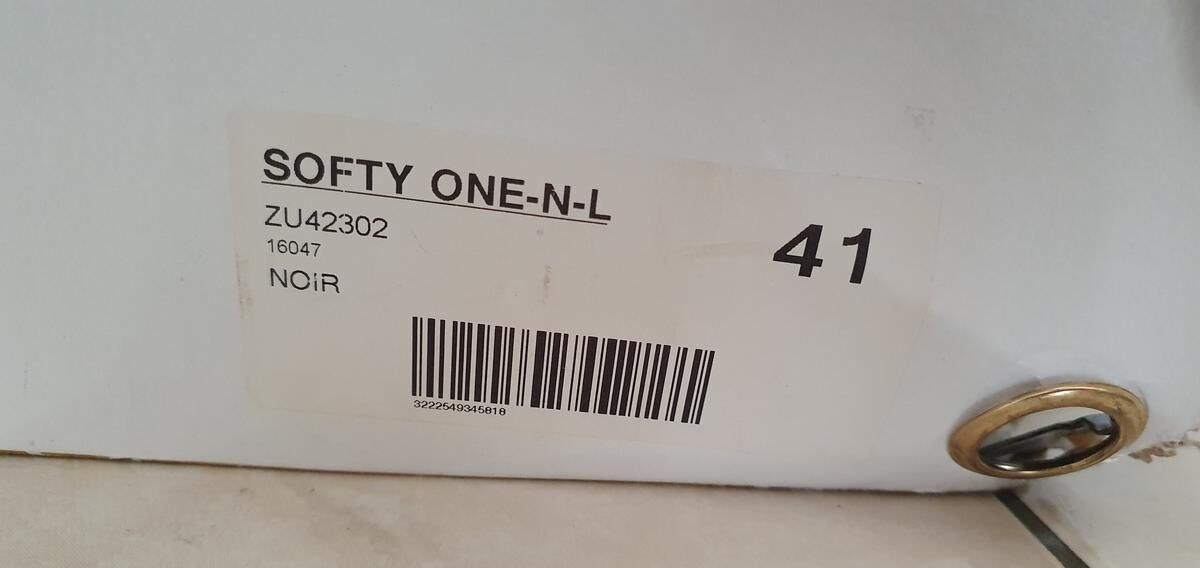 SOFTY ONE-N-L
ZU42302
16047
NOIR
41
3222549345818